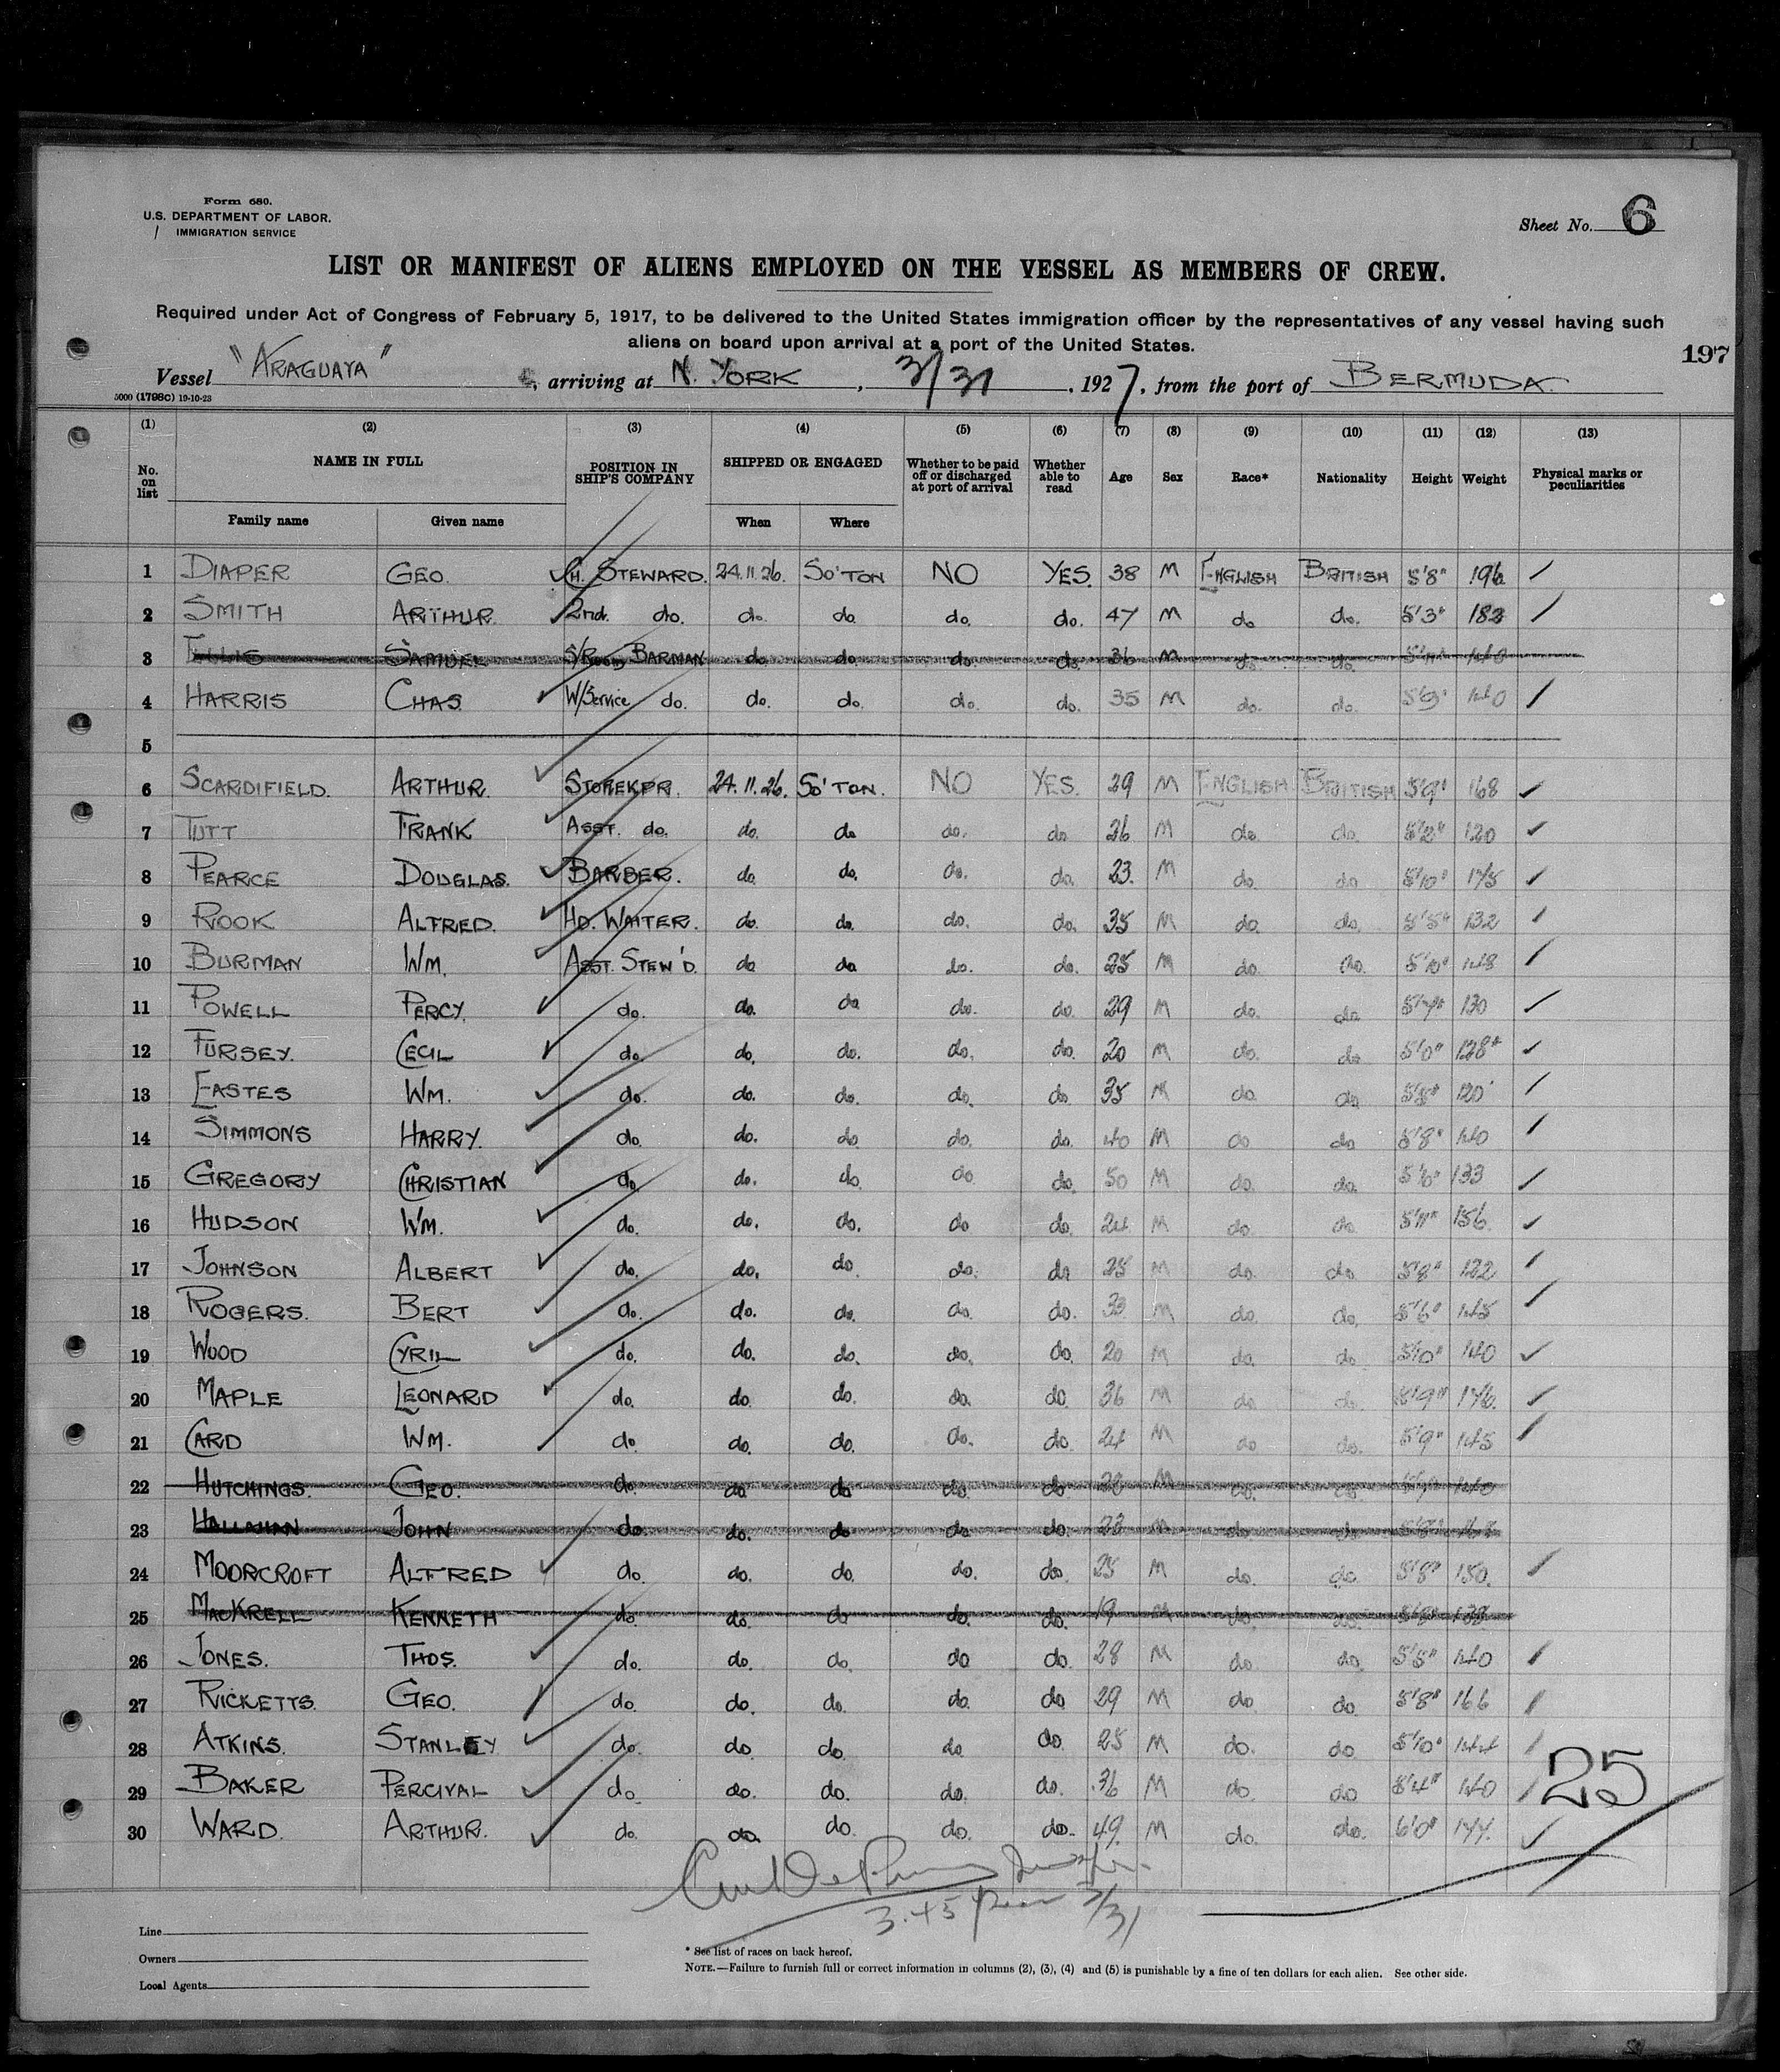 Form 680.
U.S. DEPARTMENT OF LABOR.
IMMIGRATION SERVICE
Sheet No. 6
LIST OR MANIFEST OF ALIENS EMPLOYED ON THE VESSEL AS MEMBERS OF CREW.
Required under Act of Congress of February 5, 1917, to be delivered to the United States immigration officer by the representatives of any vessel having such
aliens on board upon arrival at a port of the United States.
197
Vessel "ARAGUAYA", arriving at N. YORK, 3/31, 1927, from the port of BERMUDA.
5000 (1798C) 19-10-23
(1) (2) (3) (4) (5) (6) (7) (8) (9) (10) (11) (12) (13)
No. on list NAME IN FULL POSITION IN SHIP'S COMPANY SHIPPED OR ENGAGED Whether to be paid off or discharged at port of arrival Whether able to read Age Sex Race* Nationality Height Weight Physical marks or peculiarities
Family name Given name When Where
1 DIAPER GEO. CH. STEWARD. 24.11.26. SO'TON NO YES. 38 M ENGLISH BRITISH 5'8" 196
2 SMITH ARTHUR. 2nd. do. do. do. do. do. 47 M do do. 5'3" 182
3 ELLIS SAMUEL S/Room BARMAN do. do. do. do. 36 M do. do. 140
4 HARRIS CHAS. W/Service do. do. do. do. do. 35 M do. do. 5'9" 140
5
6 SCARDIFIELD. ARTHUR. STOREKPR. 24.11.26. SO'TON. NO YES. 29 M ENGLISH BRITISH 5'9" 168
7 TUTT FRANK ASST. do. do. do do. do 26 M do. do. 5'2" 120
8 PEARCE DOUGLAS. BARBER. do. do. do. do. 23. M do. do 5'10" 175
9 ROOK ALFRED. HD. WAITER. do. do. do. do. 35 M do. do. 5'5" 132
10 BURMAN WM. ASST. STEW'D. do do do. do. 25 M do. do. 5'10" 148
11 POWELL PERCY. do. do. do do. do. 29 M do. do. 5'7" 130
12 FURSEY. CECIL do. do. do. do. do. 20 M do. do 5'0" 128
13 EASTES WM. do. do. do. do. do. 35 M do. do 5'5" 120
14 SIMMONS HARRY. do. do. do do. do. 40 M do do 5'8" 140
15 GREGORY CHRISTIAN do. do. do. do do. 50 M do. do. 5'6" 133
16 HUDSON WM. do. do. do. do do. 24 M do. do. 5'11" 156
17 JOHNSON ALBERT do. do. do do. do 25 M do. do. 5'8" 122
18 ROGERS. BERT do. do. do. do. do. 33 M do. do. 5'6" 145
19 WOOD CYRIL do. do. do. do. do. 20 M do. do 5'10" 140
20 MAPLE LEONARD do. do. do. do. do. 36 M do do. 5'9" 176.
21 CARD WM. do. do. do. do. do. 24 M do do. 5'9" 145
22 HUTCHINGS. GEO. do. do do do. do 28 M do. do 140
23 HALLAHAN JOHN do. do. do do. do 23 M do. do 5'8"
24 MOORCROFT ALFRED do. do. do. do. do. 25 M do. do. 5'8" 150.
25 MACKRELL KENNETH do. do. do do. do. 19 M do. do. 138
26 JONES. THOS. do. do. do. do do. 28 M do do. 5'5" 140
27 RICKETTS. GEO. do. do. do. do. do 29 M do do 5'8" 166
28 ATKINS. STANLEY do. do. do. do do. 25 M do. do 5'10" 144
29 BAKER PERCIVAL do. do. do. do. do. 36 M do. do 5'4" 140
30 WARD. ARTHUR. do. do. do. do. do. 49. M do. do. 6'0" 177.
25
3.45 3/31
Line
Owners
Local Agents
* See list of races on back hereof.
NOTE.—Failure to furnish full or correct information in columns (2), (3), (4) and (5) is punishable by a fine of ten dollars for each alien. See other side.